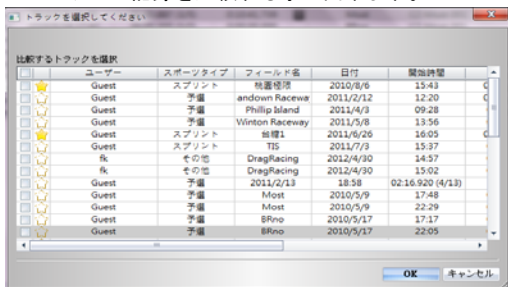 トラックを選択してください
比較するトラックを選択
ユーザー スポーツタイプ フィールド名 日付 開始時間
Guest スプリント 桃園極限 2010/8/6 15:43
Guest 予選 andown Raceway 2011/2/12 12:20
Guest 予選 Phillip Island 2011/4/3 09:28
Guest 予選 Winton Raceway 2011/5/8 13:56
Guest スプリント 台糖1 2011/6/26 16:05
Guest スプリント TIS 2011/7/3 15:37
fk その他 DragRacing 2012/4/30 14:57
fk その他 DragRacing 2012/4/30 15:02
Guest 予選 2011/2/13 18:58 02:16.920 (4/13)
Guest 予選 Most 2010/5/9 17:48
Guest 予選 Most 2010/5/9 22:29
Guest 予選 BRno 2010/5/17 17:17
Guest 予選 BRno 2010/5/17 22:05
OK キャンセル